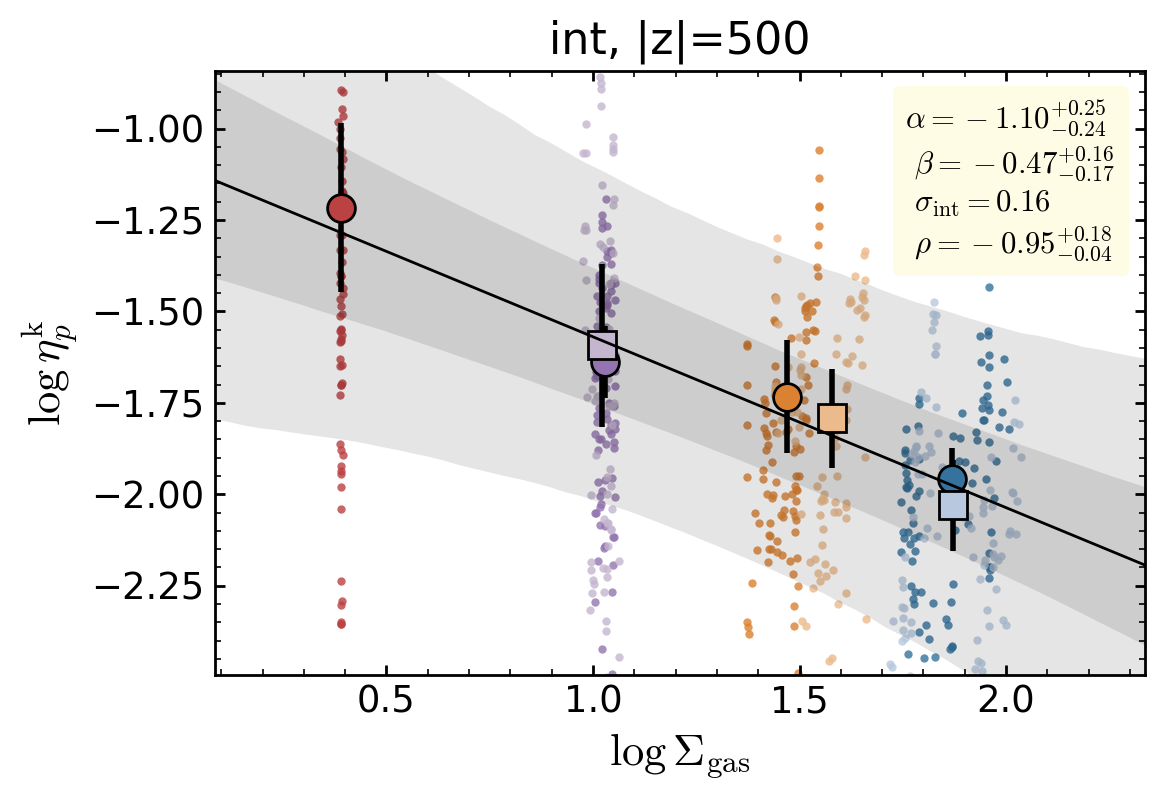 int, |z|=500
−1.00
−1.25
−1.50
−1.75
−2.00
−2.25
log η_p^k
α = −1.10^{+0.25}_{−0.24}
β = −0.47^{+0.16}_{−0.17}
σ_int = 0.16
ρ = −0.95^{+0.18}_{−0.04}
0.5 1.0 1.5 2.0
log Σ_gas